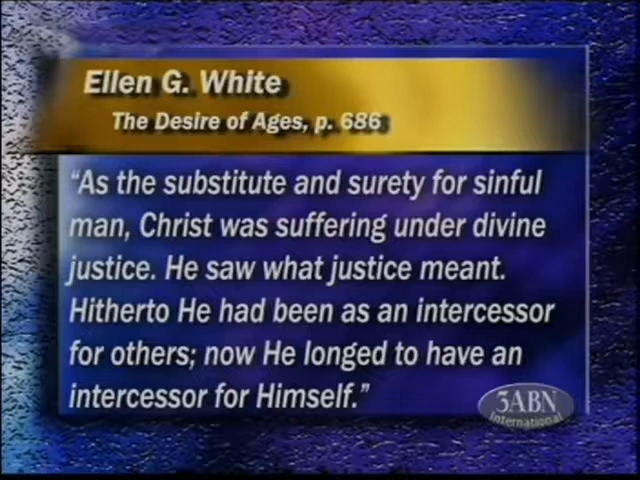 Ellen G. White
The Desire of Ages, p. 686
“As the substitute and surety for sinful
man, Christ was suffering under divine
justice. He saw what justice meant.
Hitherto He had been as an intercessor
for others; now He longed to have an
intercessor for Himself.”
3ABN
International